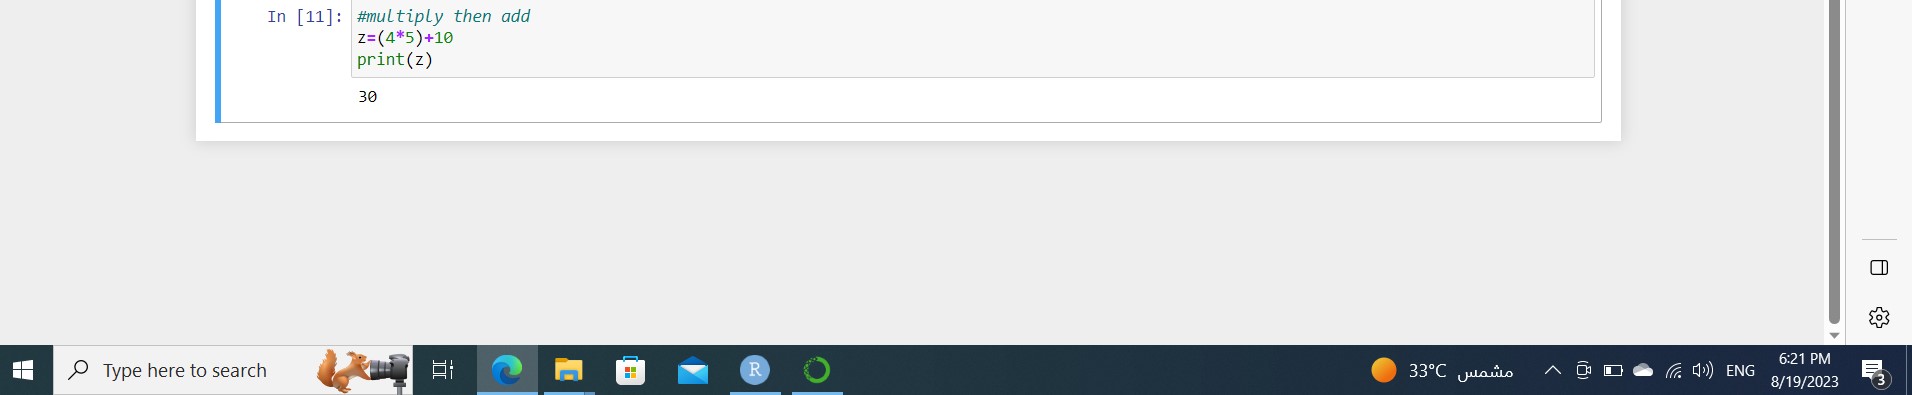 In [11]: #multiply then add
z=(4*5)+10
print(z)
30
Type here to search
R
33°C مشمس
ENG
6:21 PM
8/19/2023
3